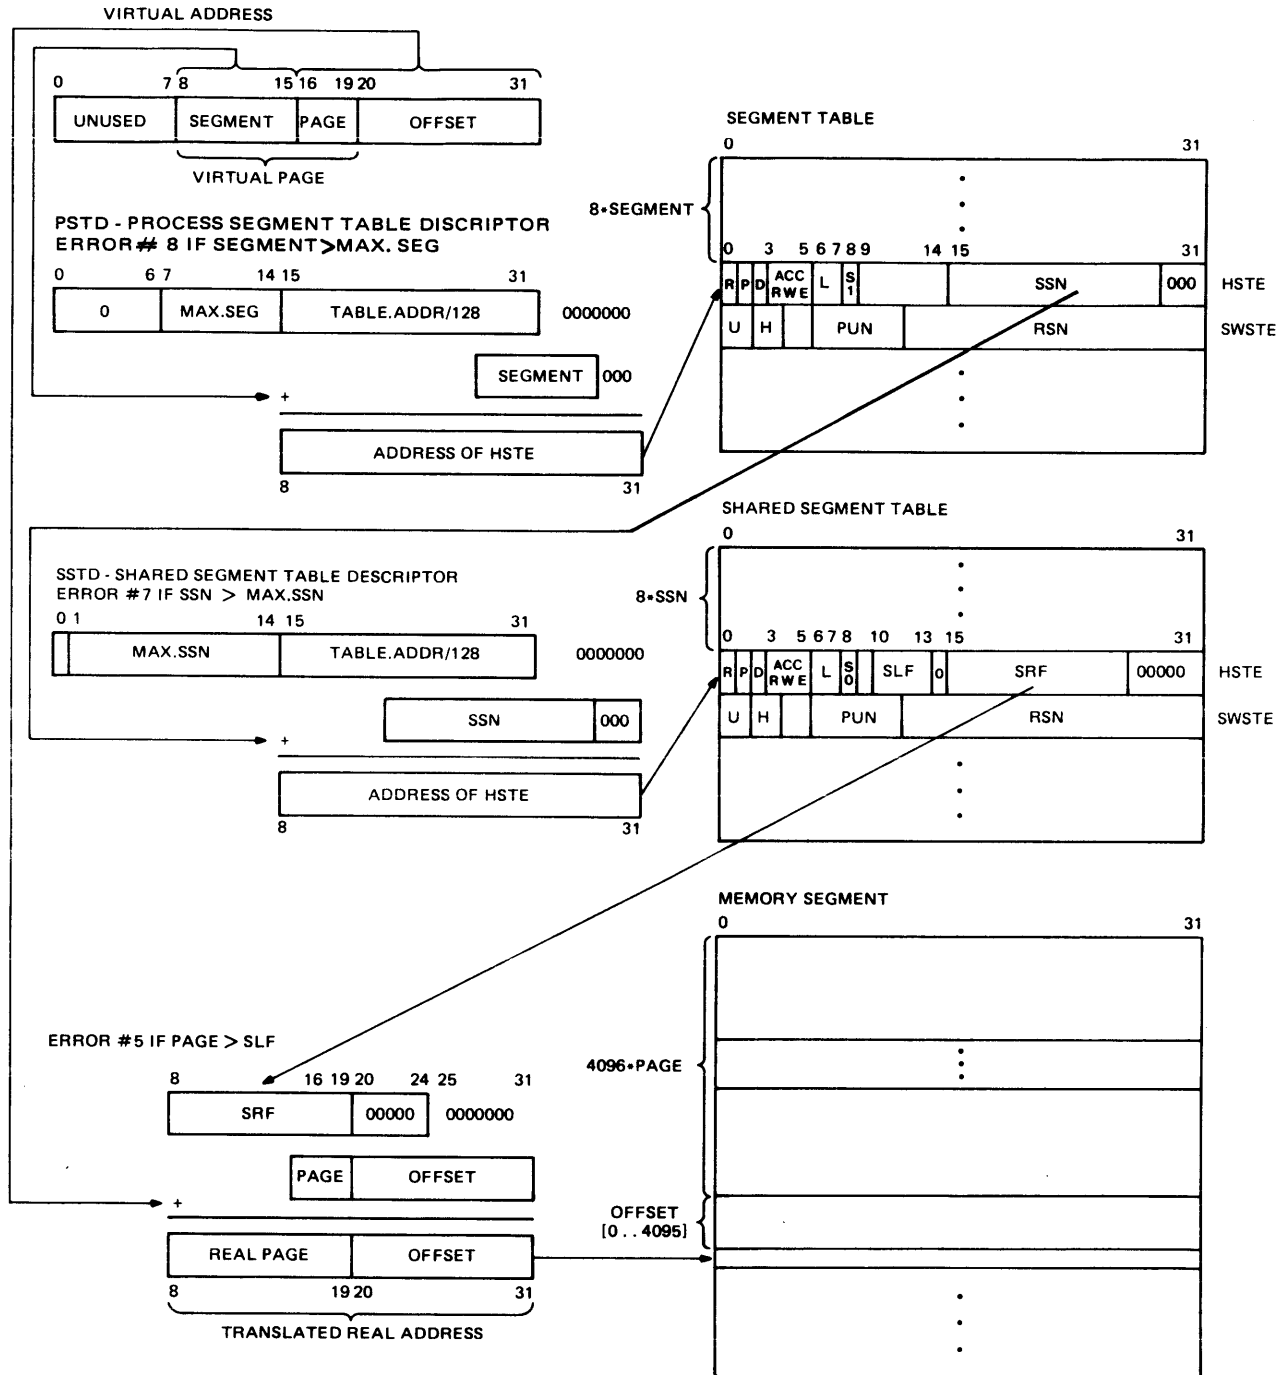 VIRTUAL ADDRESS
0 7 8 15 16 19 20 31
UNUSED SEGMENT PAGE OFFSET
VIRTUAL PAGE
PSTD - PROCESS SEGMENT TABLE DISCRIPTOR
ERROR # 8 IF SEGMENT > MAX. SEG
0 6 7 14 15 31
0 MAX.SEG TABLE.ADDR/128 0000000
SEGMENT 000
+
ADDRESS OF HSTE
8 31
SEGMENT TABLE
0 31
8*SEGMENT
0 3 5 6 7 8 9 14 15 31
R P D ACC RWE L S 1 SSN 000 HSTE
U H PUN RSN SWSTE
SSTD - SHARED SEGMENT TABLE DESCRIPTOR
ERROR #7 IF SSN > MAX.SSN
0 1 14 15 31
MAX.SSN TABLE.ADDR/128 0000000
SSN 000
+
ADDRESS OF HSTE
8 31
SHARED SEGMENT TABLE
0 31
8*SSN
0 3 5 6 7 8 10 13 15 31
R P D ACC RWE L S 0 SLF 0 SRF 00000 HSTE
U H PUN RSN SWSTE
ERROR #5 IF PAGE > SLF
8 16 19 20 24 25 31
SRF 00000 0000000
PAGE OFFSET
+
REAL PAGE OFFSET
8 19 20 31
TRANSLATED REAL ADDRESS
MEMORY SEGMENT
0 31
4096*PAGE
OFFSET
[0 . . 4095]